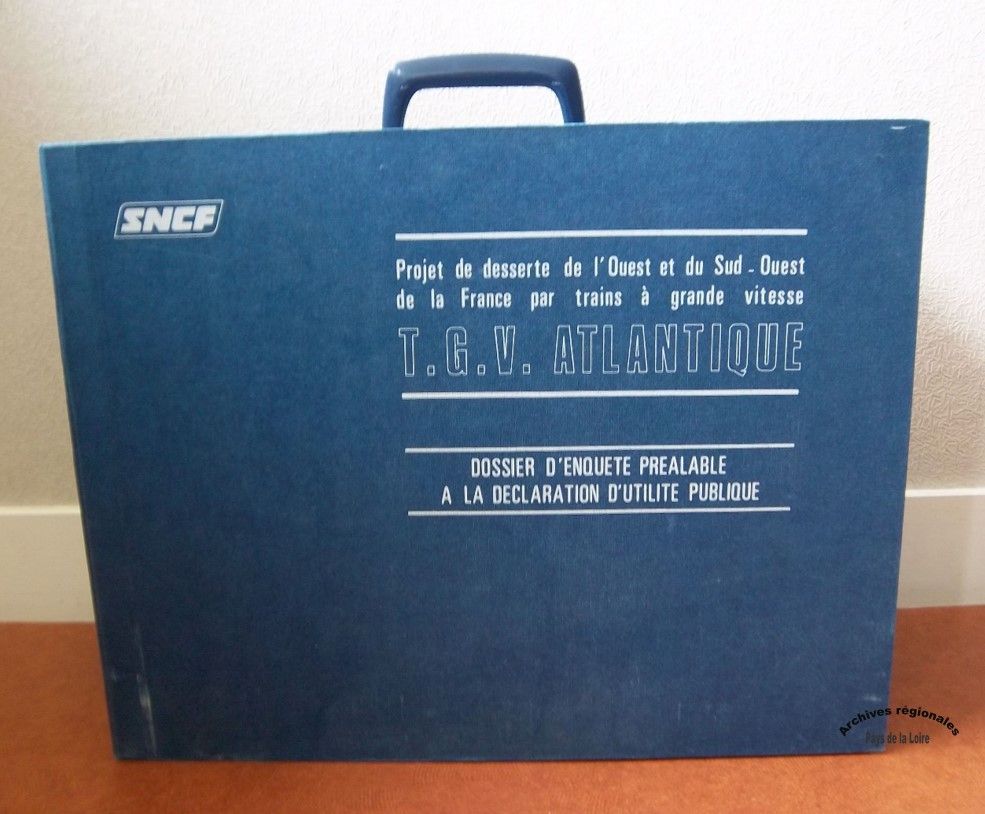 SNCF
Projet de desserte de l'Ouest et du Sud-Ouest
de la France par trains à grande vitesse
T.G.V. ATLANTIQUE
DOSSIER D'ENQUETE PREALABLE
A LA DECLARATION D'UTILITE PUBLIQUE
Archives régionales
Pays de la Loire